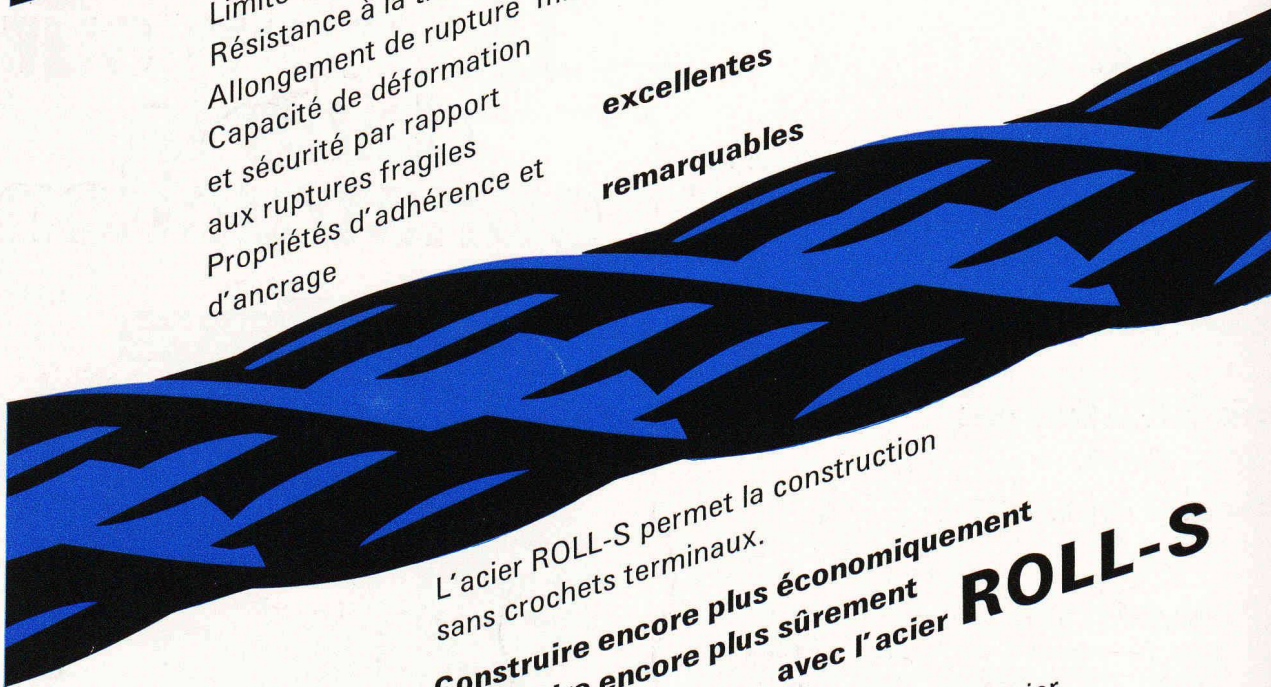 Résistance à la
Allongement de rupture
Capacité de déformation
et sécurité par rapport
aux ruptures fragiles
excellentes
Propriétés d'adhérence et
d'ancrage
remarquables
L'acier ROLL-S permet la construction
sans crochets terminaux.
Construire encore plus économiquement
encore plus sûrement
avec l'acier ROLL-S